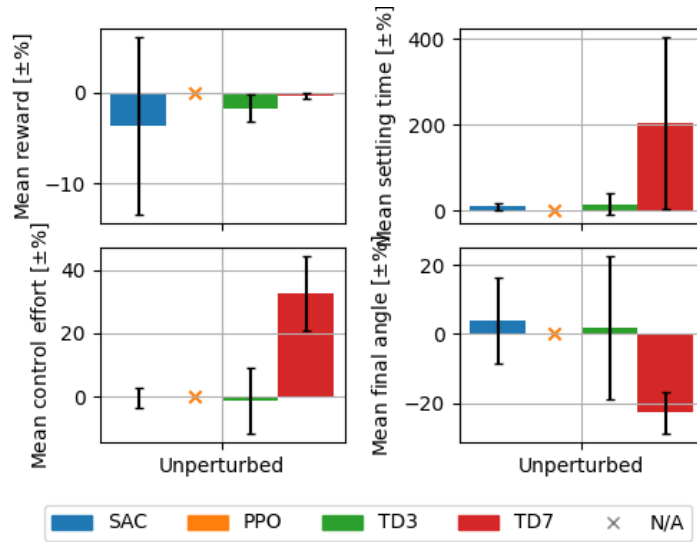 Mean reward [±%]
0
−10
Mean settling time [±%]
400
200
0
Mean control effort [±%]
40
20
0
Unperturbed
Mean final angle [±%]
20
0
−20
Unperturbed
SAC PPO TD3 TD7 N/A